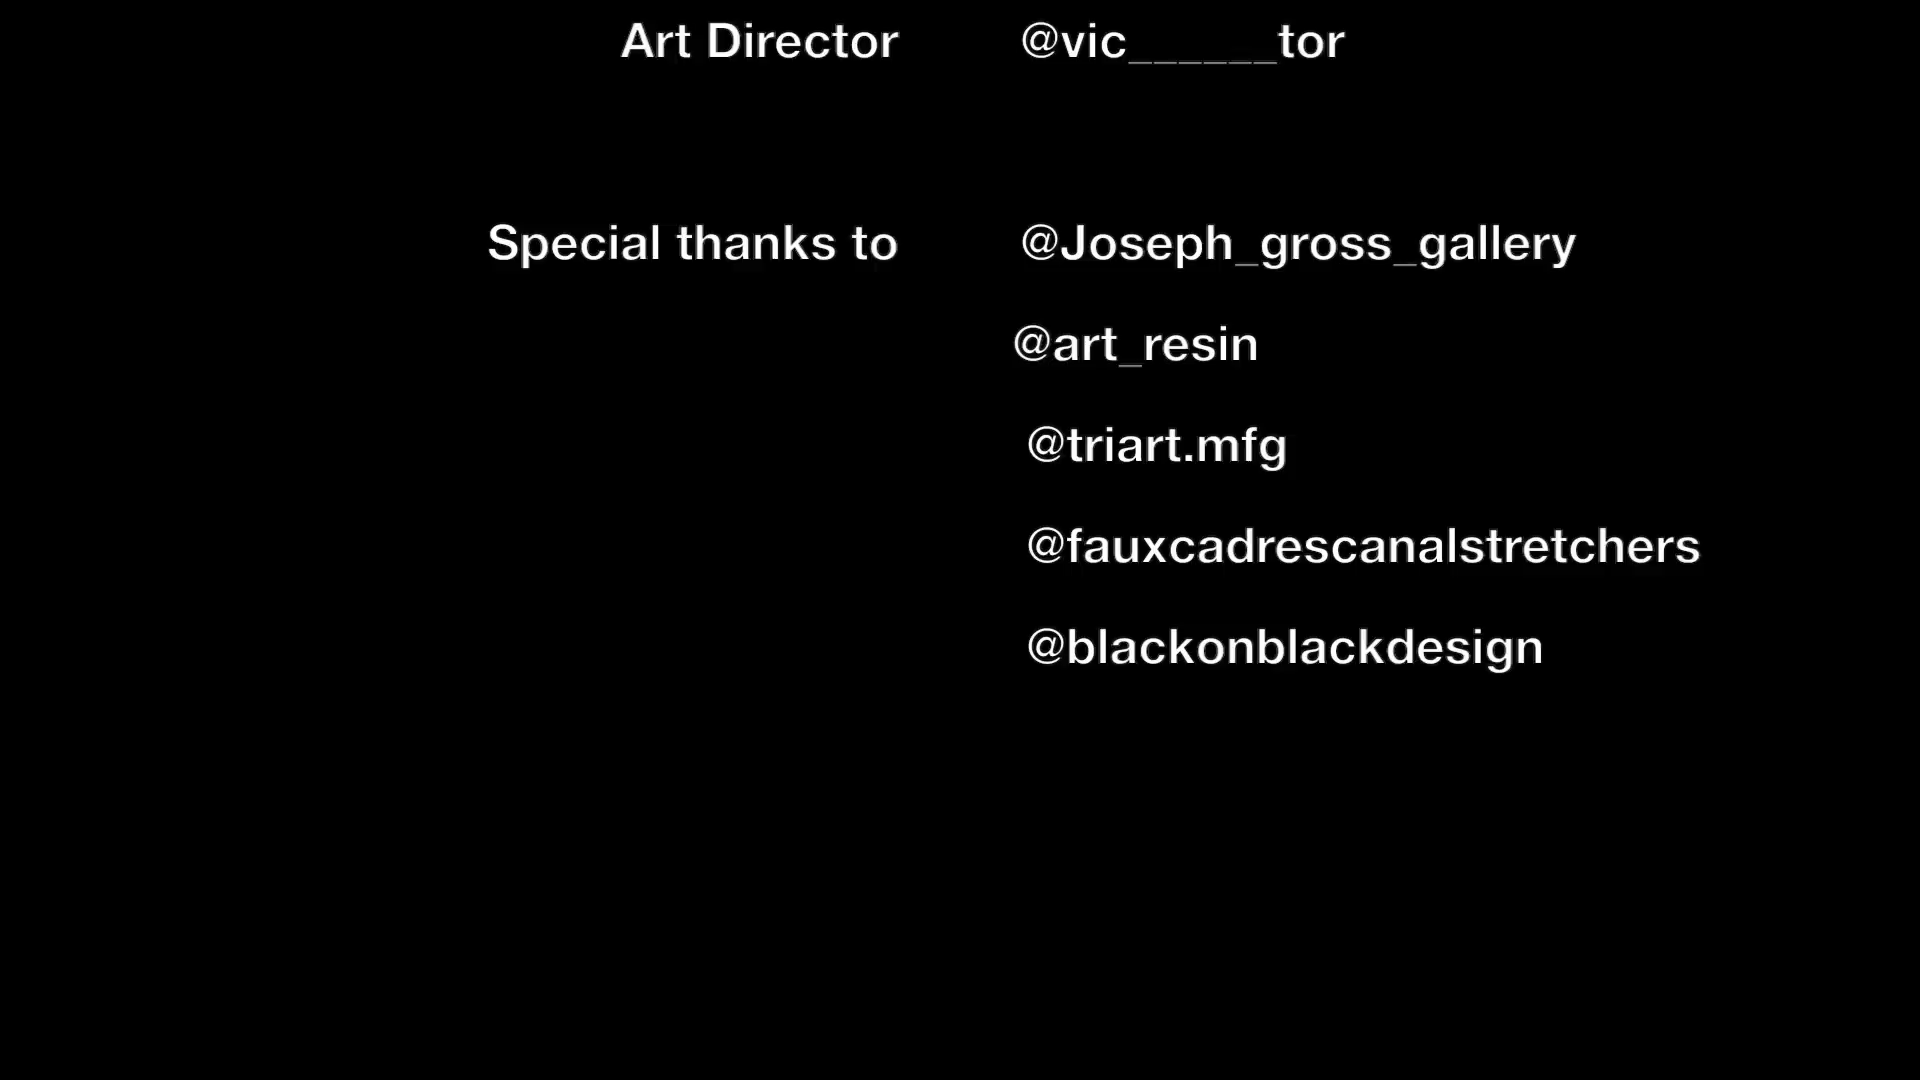 Art Director @vic______tor
Special thanks to @Joseph_gross_gallery
@art_resin
@triart.mfg
@fauxcadrescanalstretchers
@blackonblackdesign